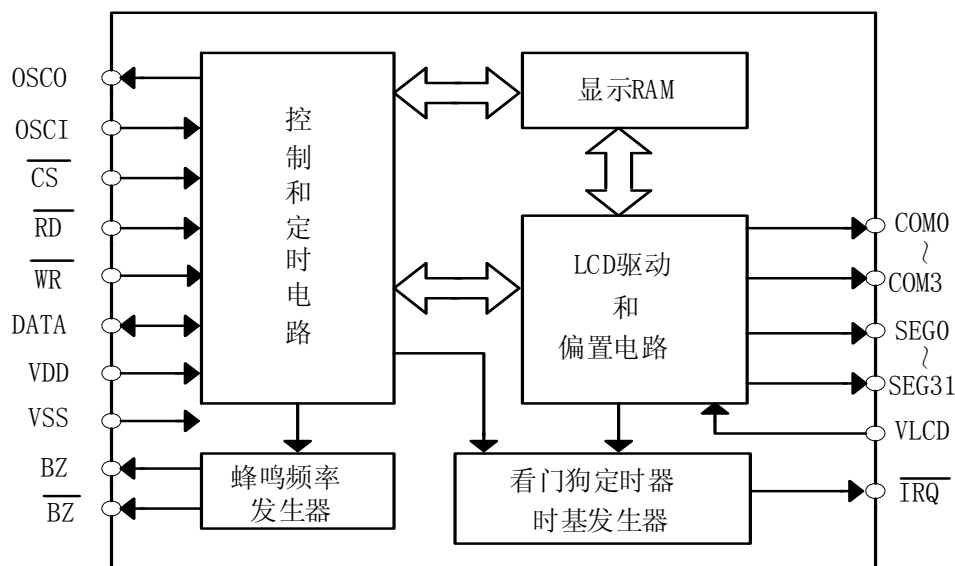 OSCO
OSCI
CS
RD
WR
DATA
VDD
VSS
BZ
BZ
控
制
和
定
时
电
路
显示RAM
LCD驱动
和
偏置电路
蜂鸣频率
发生器
看门狗定时器
时基发生器
COM0
~
COM3
SEG0
~
SEG31
VLCD
IRQ